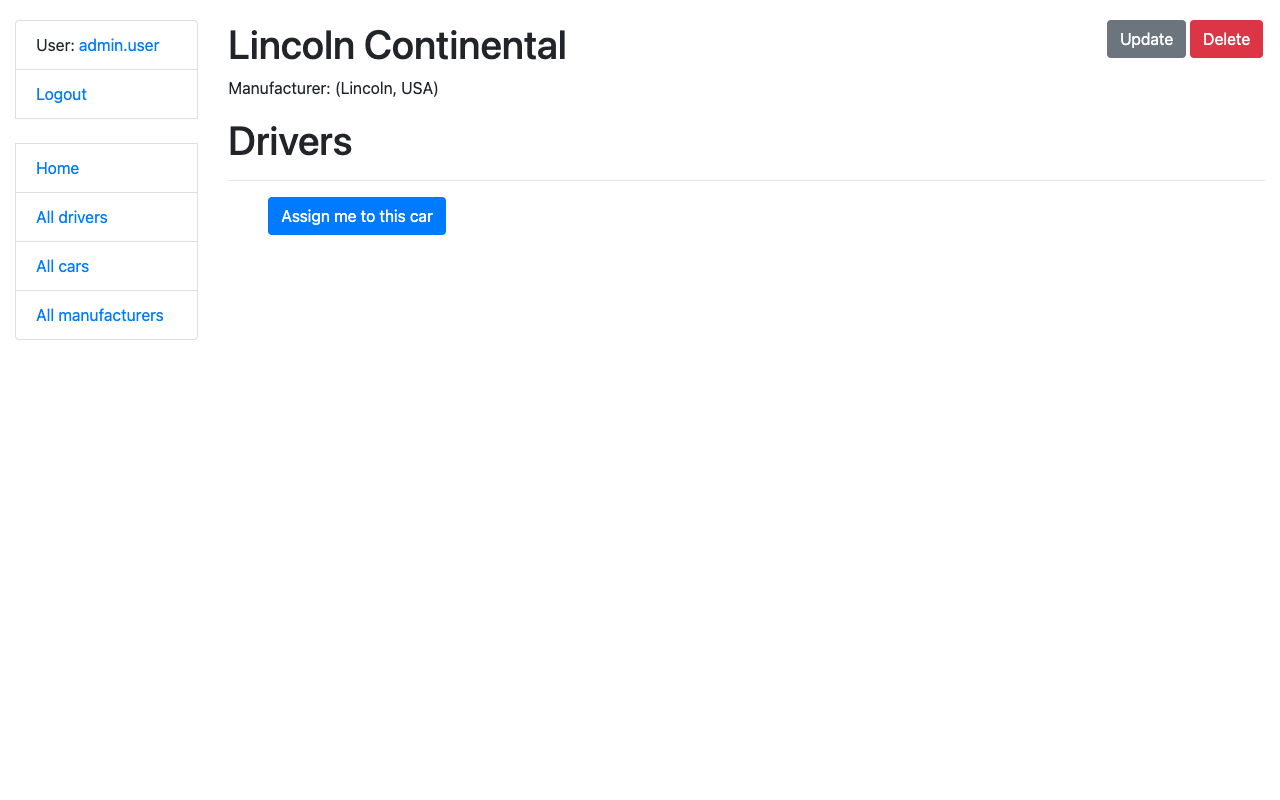 User: admin.user
Logout
Home
All drivers
All cars
All manufacturers
Lincoln Continental
Update
Delete
Manufacturer: (Lincoln, USA)
Drivers
Assign me to this car